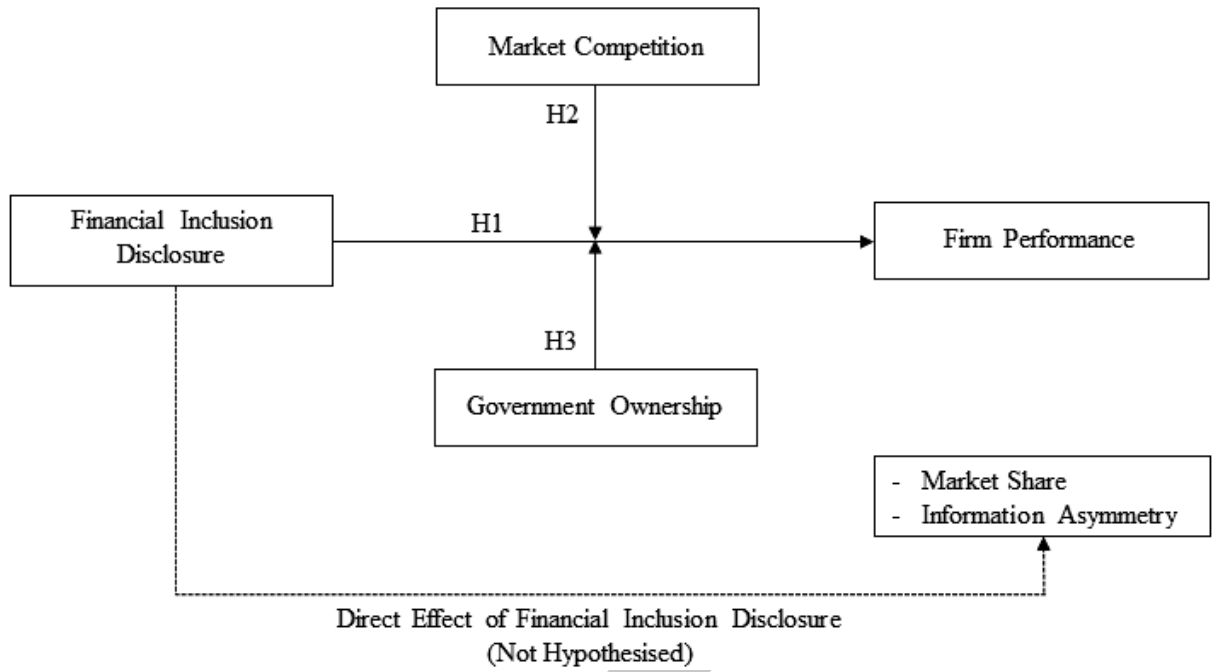 Market Competition
H2
Financial Inclusion
Disclosure
H1
Firm Performance
H3
Government Ownership
- Market Share
- Information Asymmetry
Direct Effect of Financial Inclusion Disclosure
(Not Hypothesised)